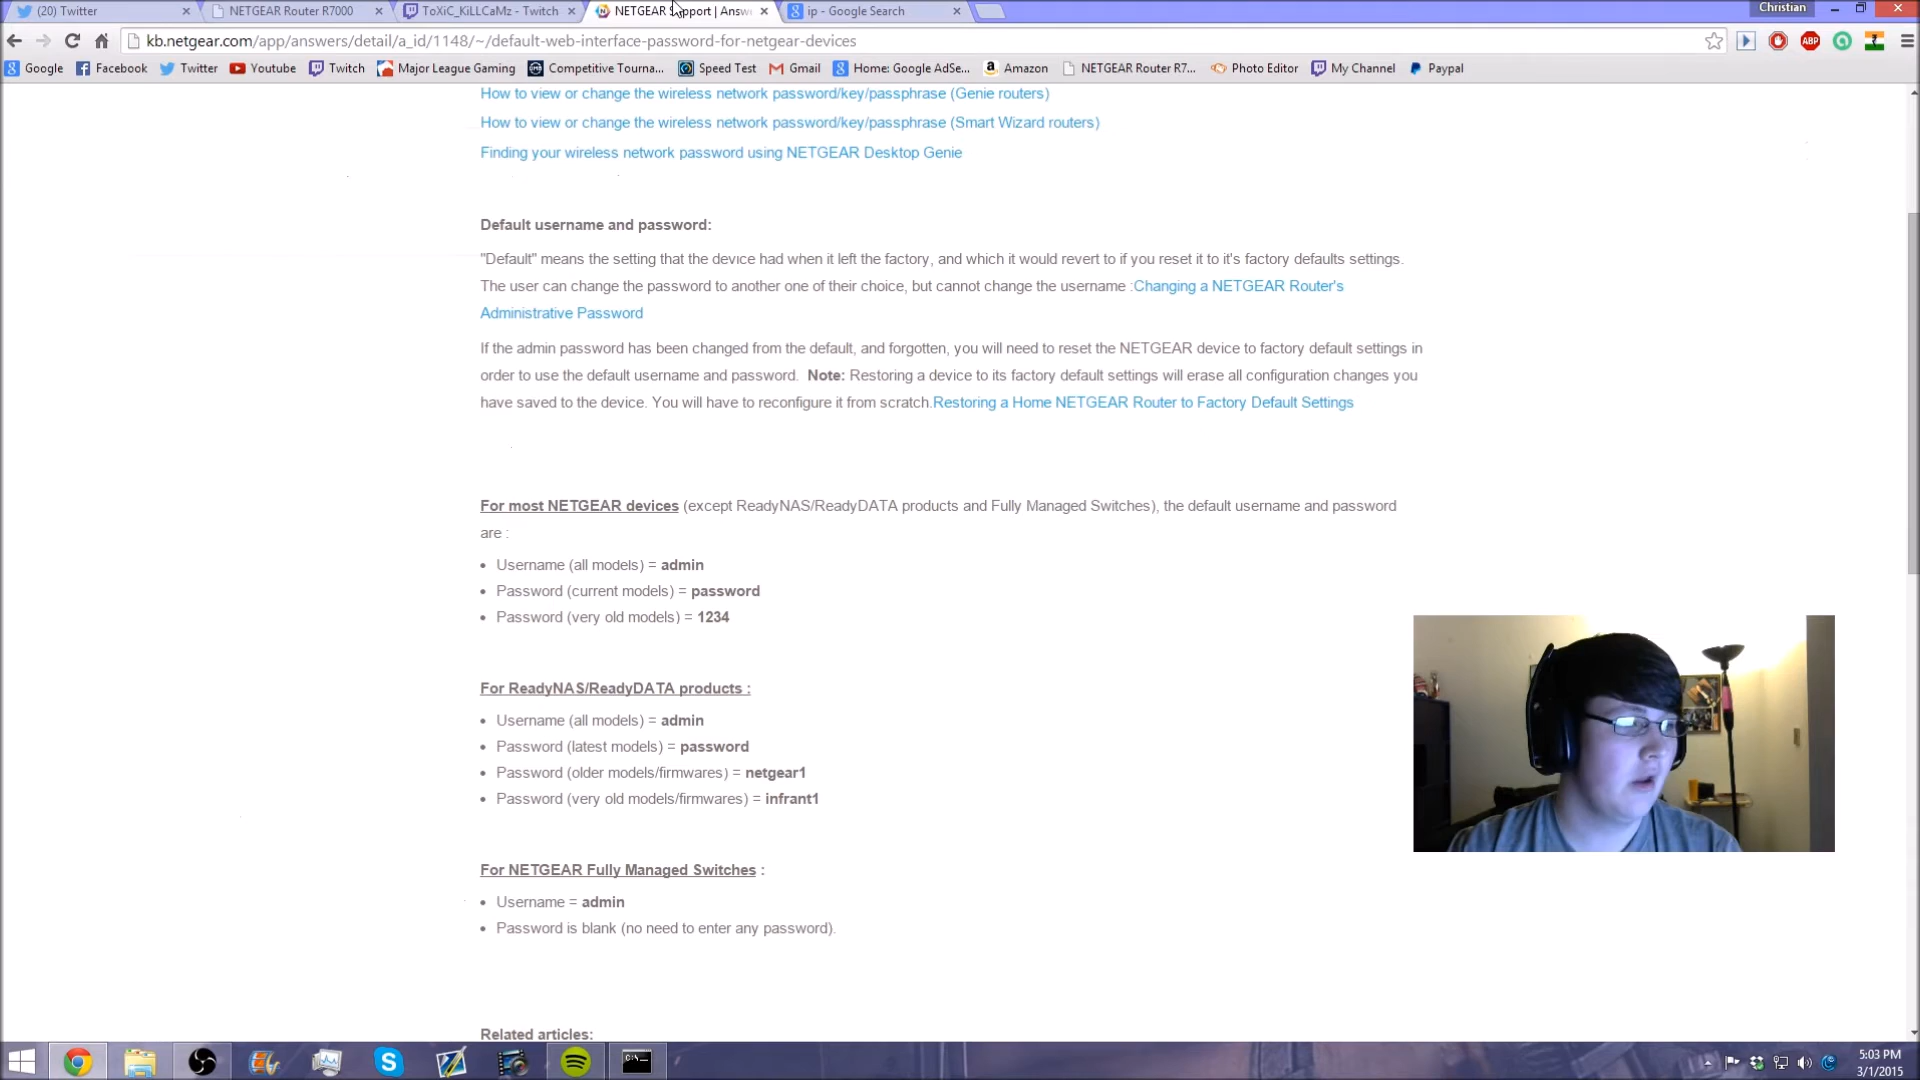 (20) Twitter
NETGEAR Router R7000
ToXiC_KiLLCaMz - Twitch
NETGEAR Support | Answ
ip - Google Search
Christian
kb.netgear.com/app/answers/detail/a_id/1148/~/default-web-interface-password-for-netgear-devices
ABP
Google
Facebook
Twitter
Youtube
Twitch
Major League Gaming
Competitive Tourna...
Speed Test
Gmail
Home: Google AdSe...
Amazon
NETGEAR Router R7...
Photo Editor
My Channel
Paypal
How to view or change the wireless network password/key/passphrase (Genie routers)
How to view or change the wireless network password/key/passphrase (Smart Wizard routers)
Finding your wireless network password using NETGEAR Desktop Genie
Default username and password:
"Default" means the setting that the device had when it left the factory, and which it would revert to if you reset it to it's factory defaults settings.
The user can change the password to another one of their choice, but cannot change the username :Changing a NETGEAR Router's
Administrative Password
If the admin password has been changed from the default, and forgotten, you will need to reset the NETGEAR device to factory default settings in
order to use the default username and password. Note: Restoring a device to its factory default settings will erase all configuration changes you
have saved to the device. You will have to reconfigure it from scratch.Restoring a Home NETGEAR Router to Factory Default Settings
For most NETGEAR devices (except ReadyNAS/ReadyDATA products and Fully Managed Switches), the default username and password
are :
• Username (all models) = admin
• Password (current models) = password
• Password (very old models) = 1234
For ReadyNAS/ReadyDATA products :
• Username (all models) = admin
• Password (latest models) = password
• Password (older models/firmwares) = netgear1
• Password (very old models/firmwares) = infrant1
For NETGEAR Fully Managed Switches :
• Username = admin
• Password is blank (no need to enter any password).
Related articles:
5:03 PM
3/1/2015